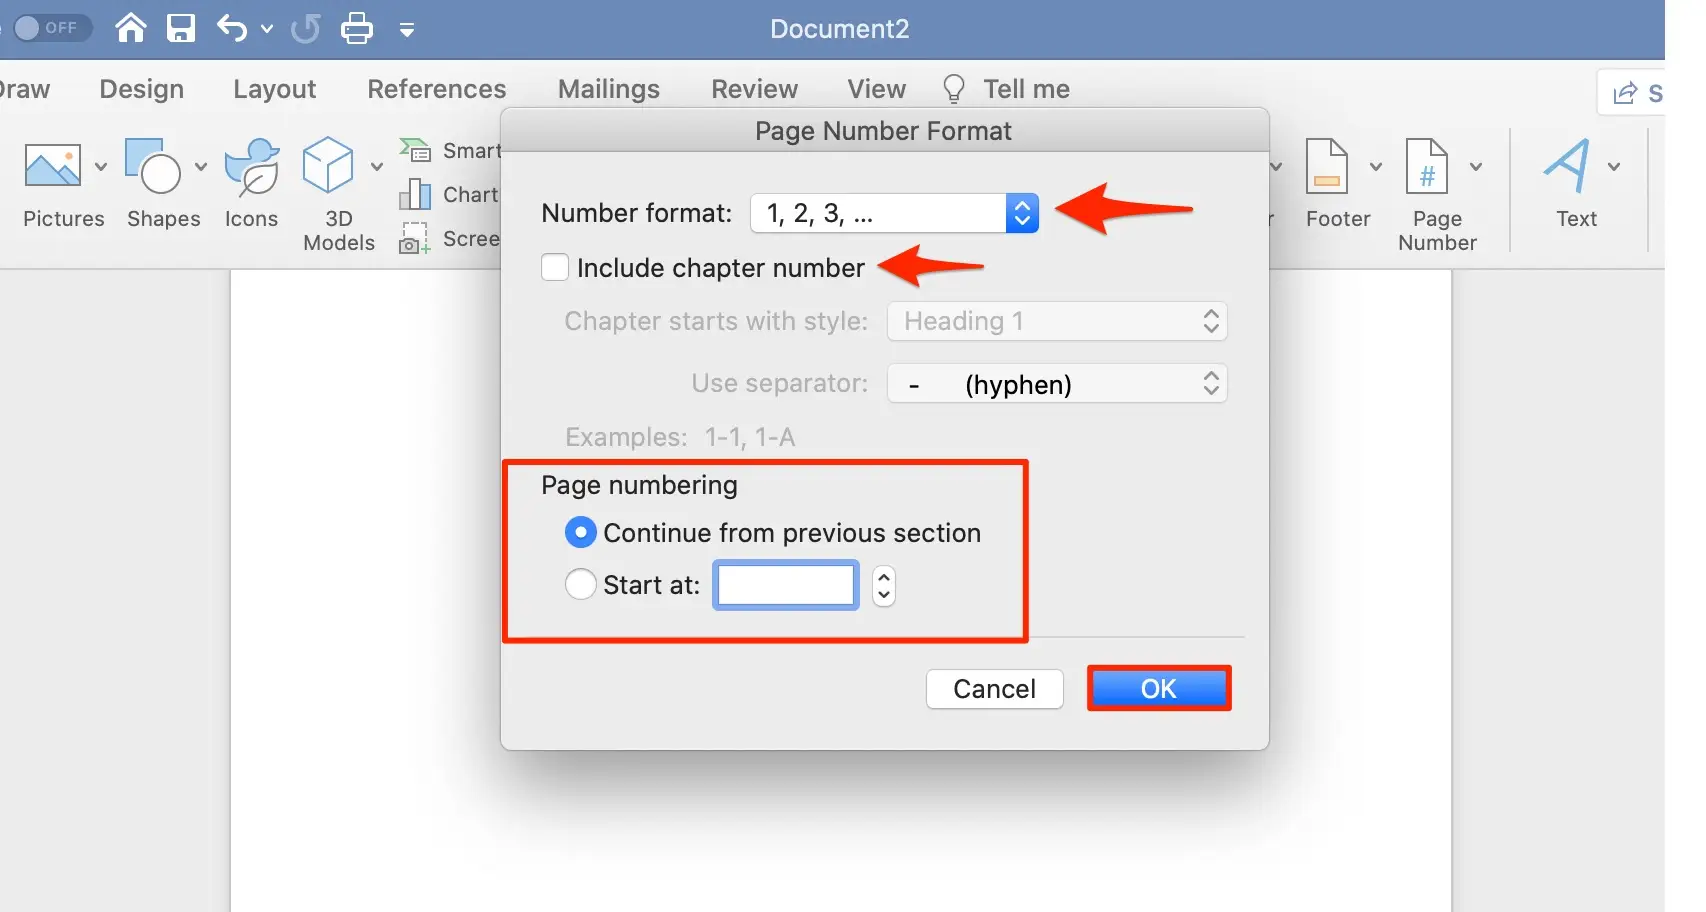 OFF
Document2
Draw Design Layout References Mailings Review View Tell me
S
Page Number Format
Smart
Chart
Scree
Pictures Shapes Icons 3D Models
Footer Page Number Text
#
Number format: 1, 2, 3, ...
Include chapter number
Chapter starts with style: Heading 1
Use separator: - (hyphen)
Examples: 1-1, 1-A
Page numbering
Continue from previous section
Start at:
Cancel OK